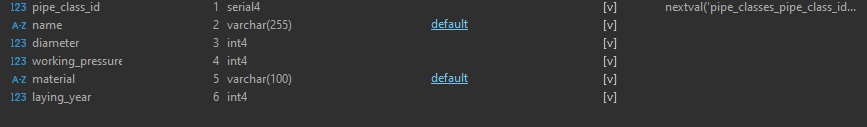 123 pipe_class_id 1 serial4 [v] nextval('pipe_classes_pipe_class_id...
A-Z name 2 varchar(255) default [v]
123 diameter 3 int4 [v]
123 working_pressure 4 int4 [v]
A-Z material 5 varchar(100) default [v]
123 laying_year 6 int4 [v]